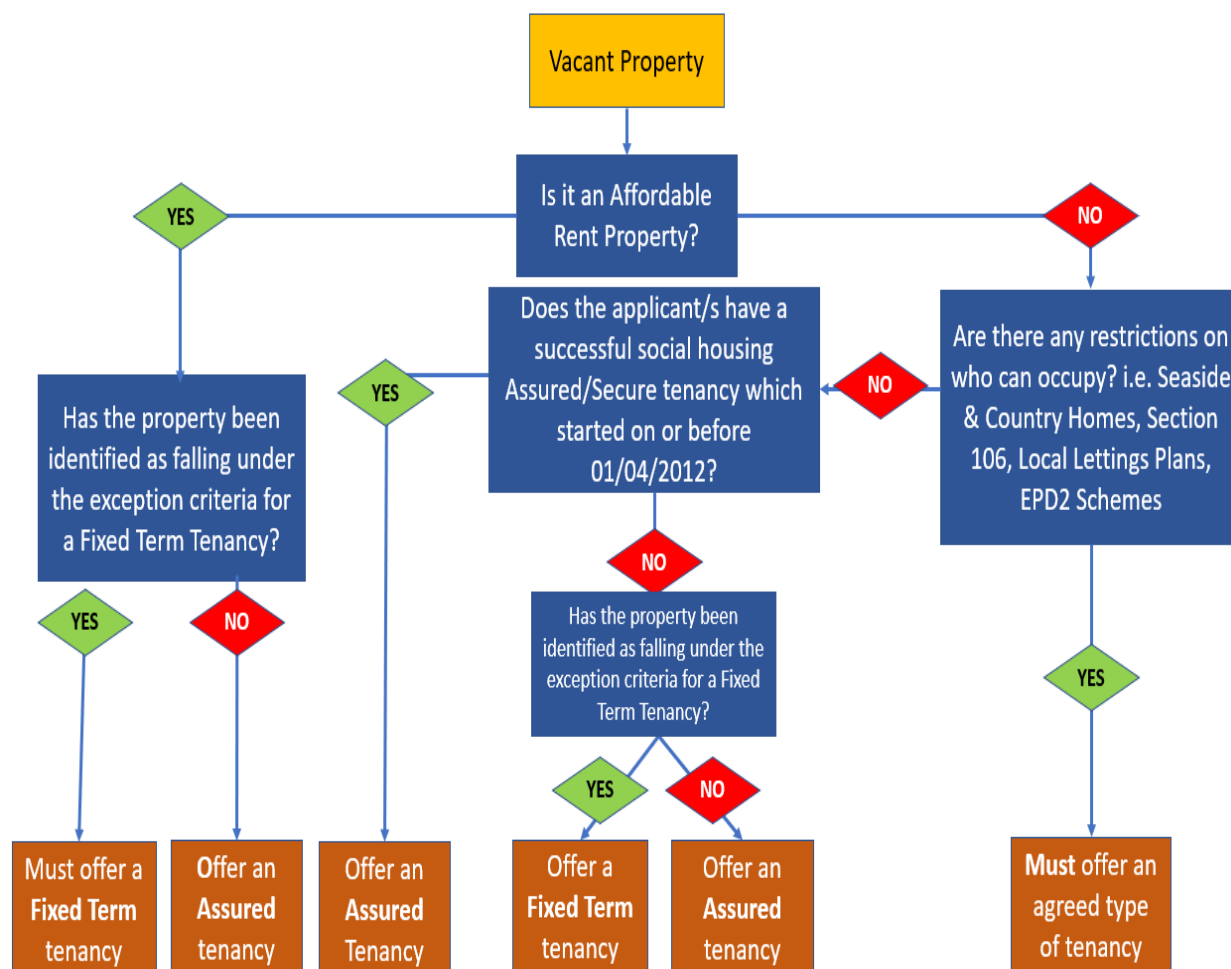 Vacant Property
Is it an Affordable
Rent Property?
YES
NO
Does the applicant/s have a
successful social housing
Assured/Secure tenancy which
started on or before
01/04/2012?
Are there any restrictions on
who can occupy? i.e. Seaside
& Country Homes, Section
106, Local Lettings Plans,
EPD2 Schemes
NO
YES
Has the property been
identified as falling under
the exception criteria for
a Fixed Term Tenancy?
NO
YES
NO
Has the property been
identified as falling under the
exception criteria for a Fixed
Term Tenancy?
YES
YES
NO
Must offer a
Fixed Term
tenancy
Offer an
Assured
tenancy
Offer an
Assured
Tenancy
Offer a
Fixed Term
tenancy
Offer an
Assured
tenancy
Must offer an
agreed type
of tenancy